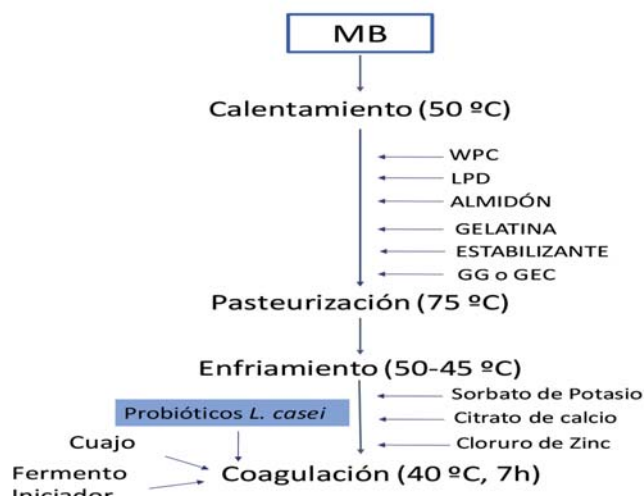 MB
Calentamiento (50 ºC)
WPC
LPD
ALMIDÓN
GELATINA
ESTABILIZANTE
GG o GEC
Pasteurización (75 ºC)
Enfriamiento (50-45 ºC)
Sorbato de Potasio
Probióticos L. casei
Citrato de calcio
Cuajo
Cloruro de Zinc
Fermento
Iniciador
Coagulación (40 ºC, 7h)